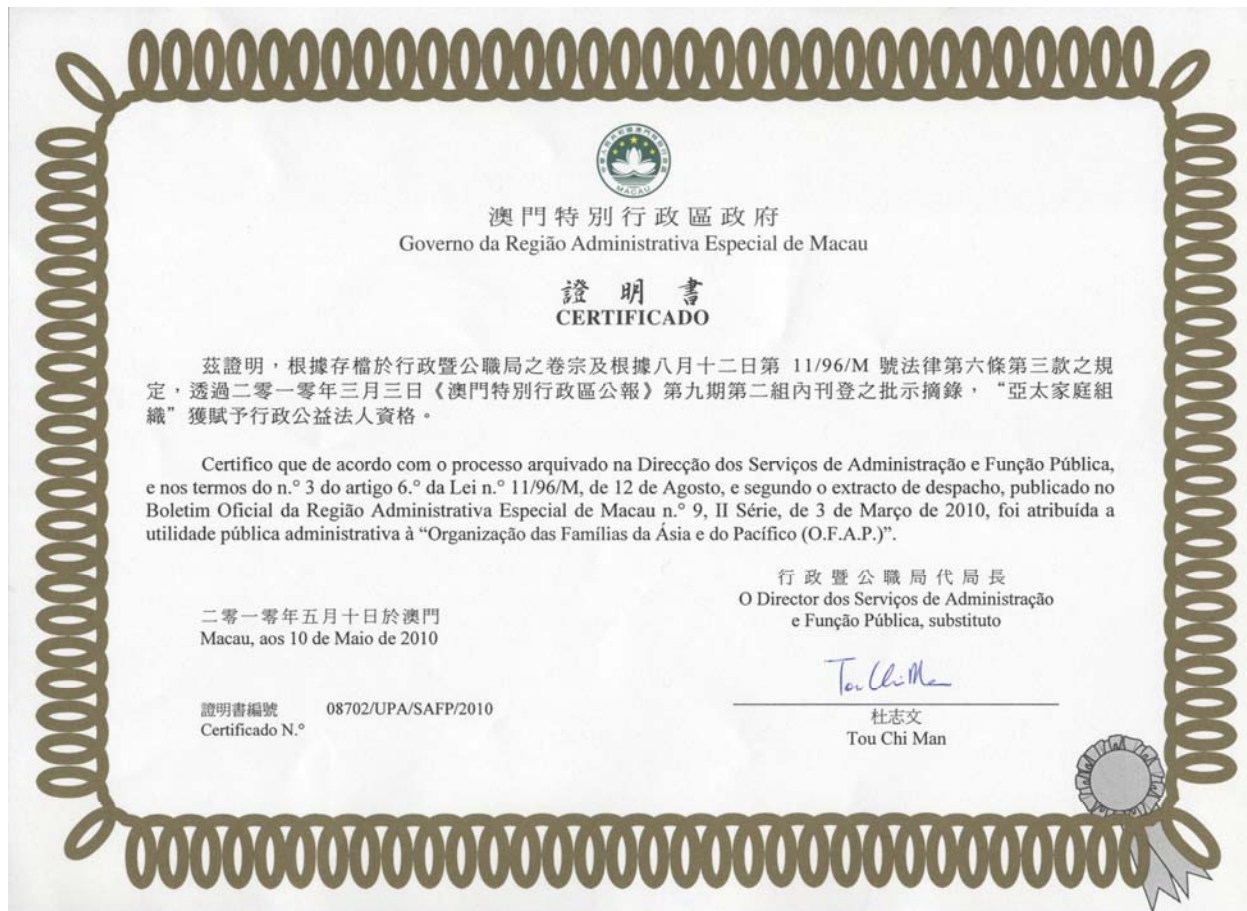 MACAU
澳門特別行政區政府
Governo da Região Administrativa Especial de Macau
證明書
CERTIFICADO
茲證明，根據存檔於行政暨公職局之卷宗及根據八月十二日第 11/96/M 號法律第六條第三款之規
定，透過二零一零年三月三日《澳門特別行政區公報》第九期第二組內刊登之批示摘錄，“亞太家庭組
織”獲賦予行政公益法人資格。
Certifico que de acordo com o processo arquivado na Direcção dos Serviços de Administração e Função Pública,
e nos termos do n.° 3 do artigo 6.° da Lei n.° 11/96/M, de 12 de Agosto, e segundo o extracto de despacho, publicado no
Boletim Oficial da Região Administrativa Especial de Macau n.° 9, II Série, de 3 de Março de 2010, foi atribuída a
utilidade pública administrativa à “Organização das Famílias da Ásia e do Pacífico (O.F.A.P.)”.
二零一零年五月十日於澳門
Macau, aos 10 de Maio de 2010
證明書編號 08702/UPA/SAFP/2010
Certificado N.°
行政暨公職局代局長
O Director dos Serviços de Administração
e Função Pública, substituto
Tou Chi Man
杜志文
Tou Chi Man